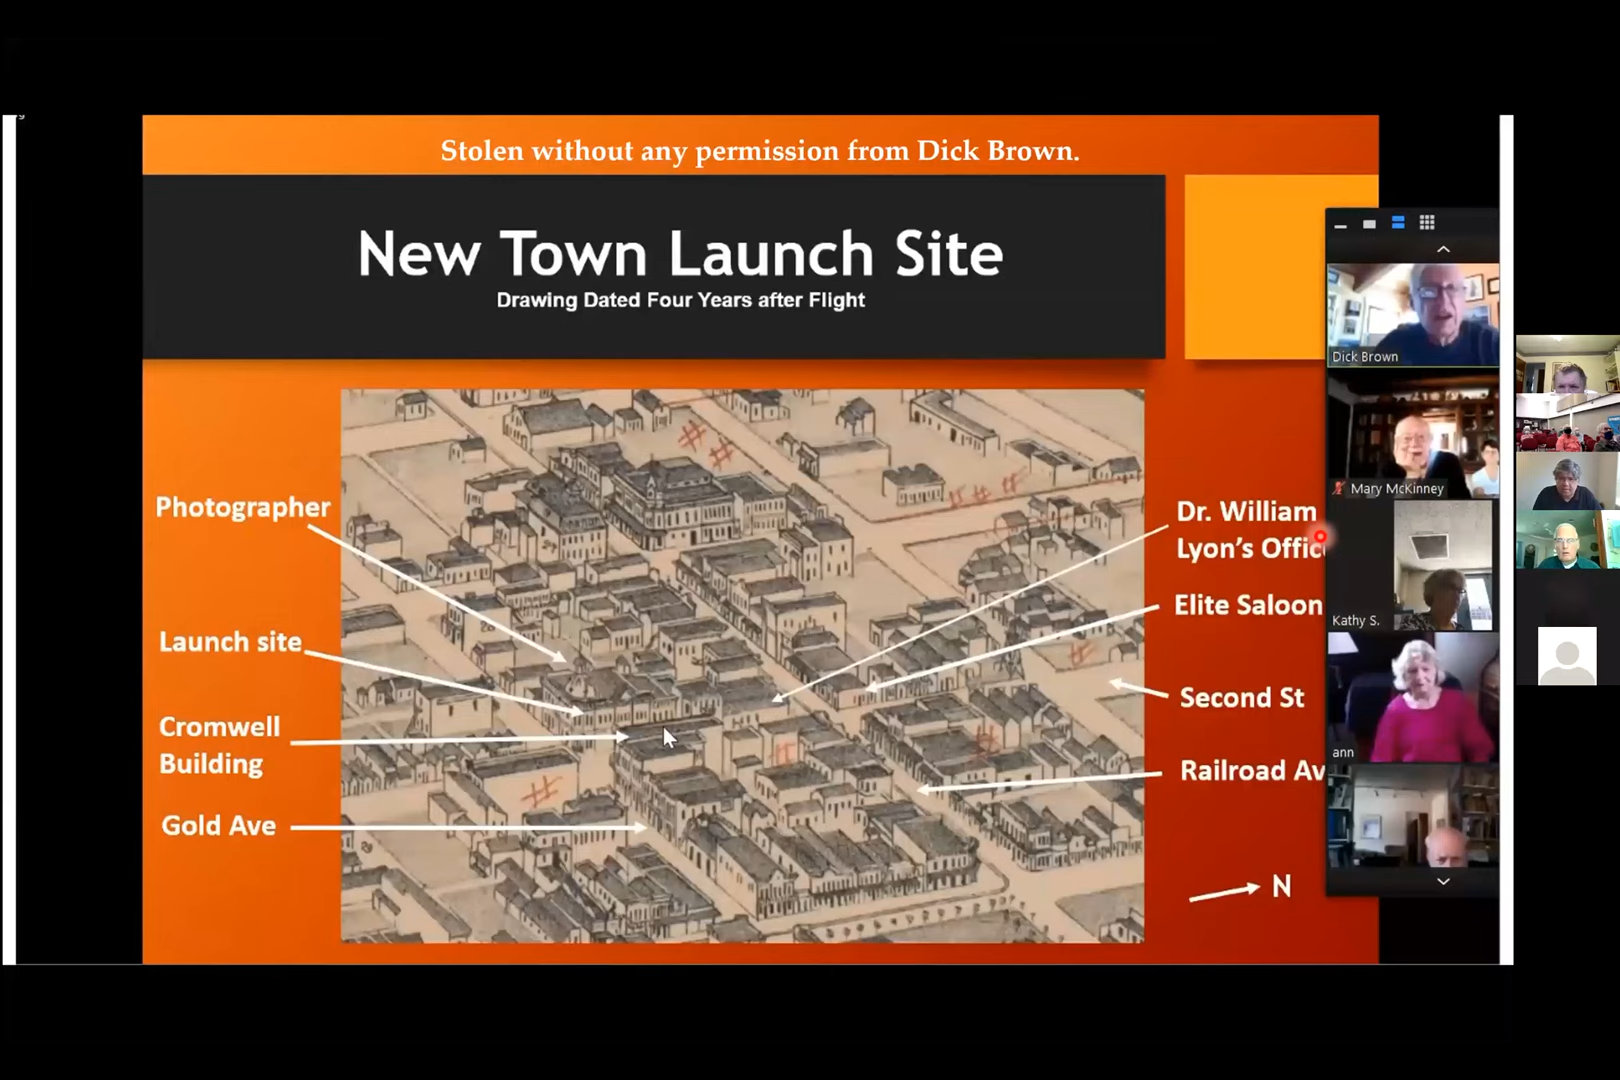 Stolen without any permission from Dick Brown.
New Town Launch Site
Drawing Dated Four Years after Flight
Photographer
Launch site
Cromwell
Building
Gold Ave
Dr. William
Lyon's Offic
Elite Saloon
Second St
Railroad Av
N
Dick Brown
Mary McKinney
Kathy S.
ann